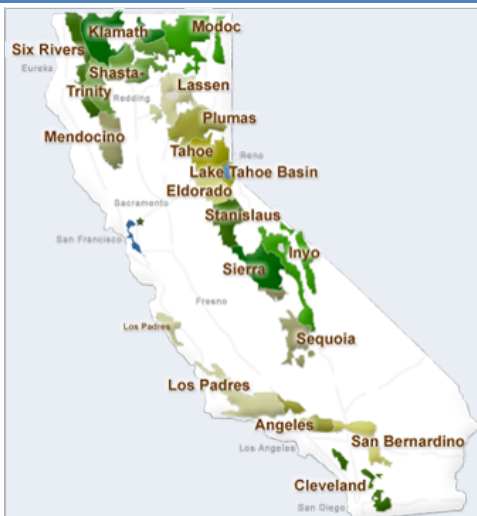 Klamath
Modoc
Six Rivers
Eureka
Shasta-
Trinity
Redding
Lassen
Plumas
Mendocino
Tahoe
Reno
Lake Tahoe Basin
Eldorado
Sacramento
Stanislaus
San Francisco
Inyo
Sierra
Fresno
Los Padres
Sequoia
Los Padres
Angeles
San Bernardino
Los Angeles
Cleveland
San Diego